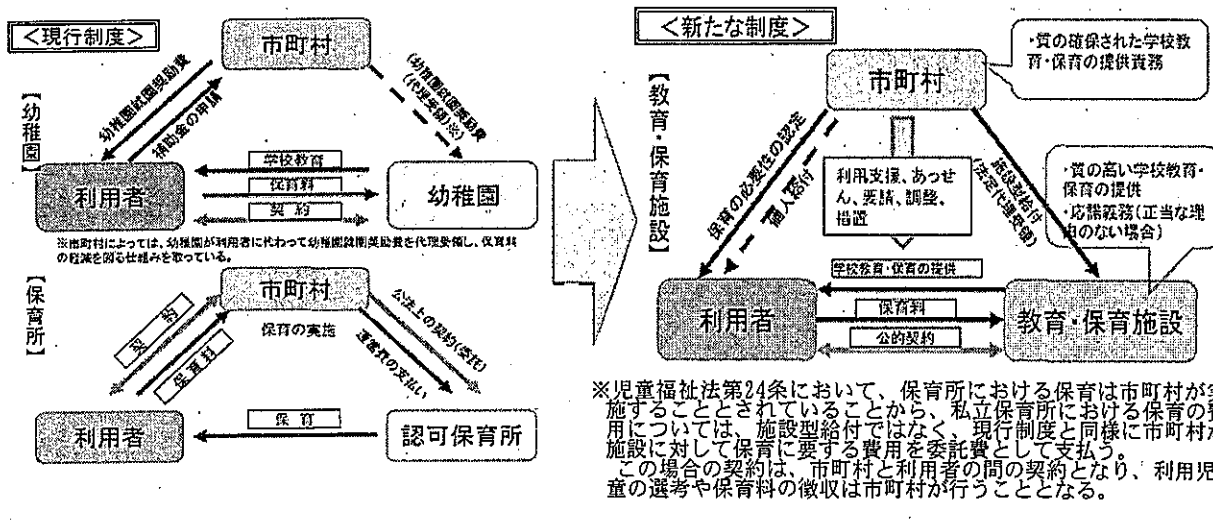 ＜現行制度＞
市町村
【幼稚園】
幼稚園就園奨励費
補助金の申請
(幼稚園就園奨励費
(代理受領)※)
学校教育
保育料
契約
利用者
幼稚園
※市町村によっては、幼稚園が利用者に代わって幼稚園就園奨励費を代理受領し、保育料
の軽減を図る仕組みを取っている。
【保育所】
市町村
保育の実施
契約
保育料
公法上の契約(委託)
運営費の支払い
利用者
保育
認可保育所
＜新たな制度＞
【教育・保育施設】
市町村
・質の確保された学校教
育・保育の提供責務
保育の必要性の認定
個人給付
利用支援、あっせ
ん、要請、調整、
措置
施設型給付
(法定代理受領)
・質の高い学校教育・
保育の提供
・応諾義務(正当な理
由のない場合)
学校教育・保育の提供
保育料
公的契約
利用者
教育・保育施設
※児童福祉法第24条において、保育所における保育は市町村が実
施することとされていることから、私立保育所における保育の費
用については、施設型給付ではなく、現行制度と同様に市町村が
施設に対して保育に要する費用を委託費として支払う。
この場合の契約は、市町村と利用者の間の契約となり、利用児
童の選考や保育料の徴収は市町村が行うこととなる。